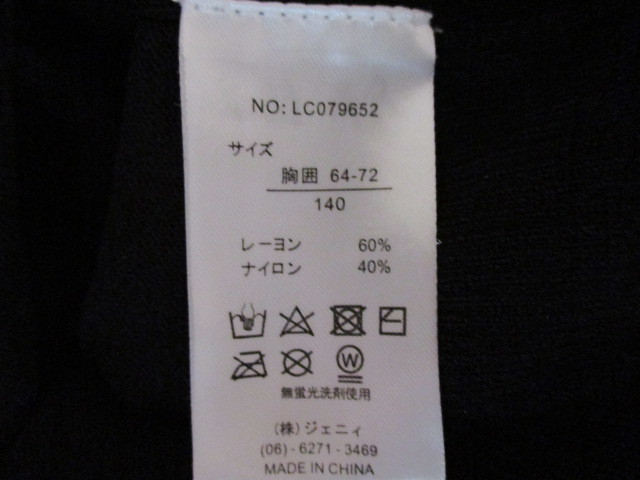 NO: LC079652
サイズ
胸囲 64-72
140
レーヨン 60%
ナイロン 40%
W
無蛍光洗剤使用
(株)ジェニィ
(06) - 6271 - 3469
MADE IN CHINA